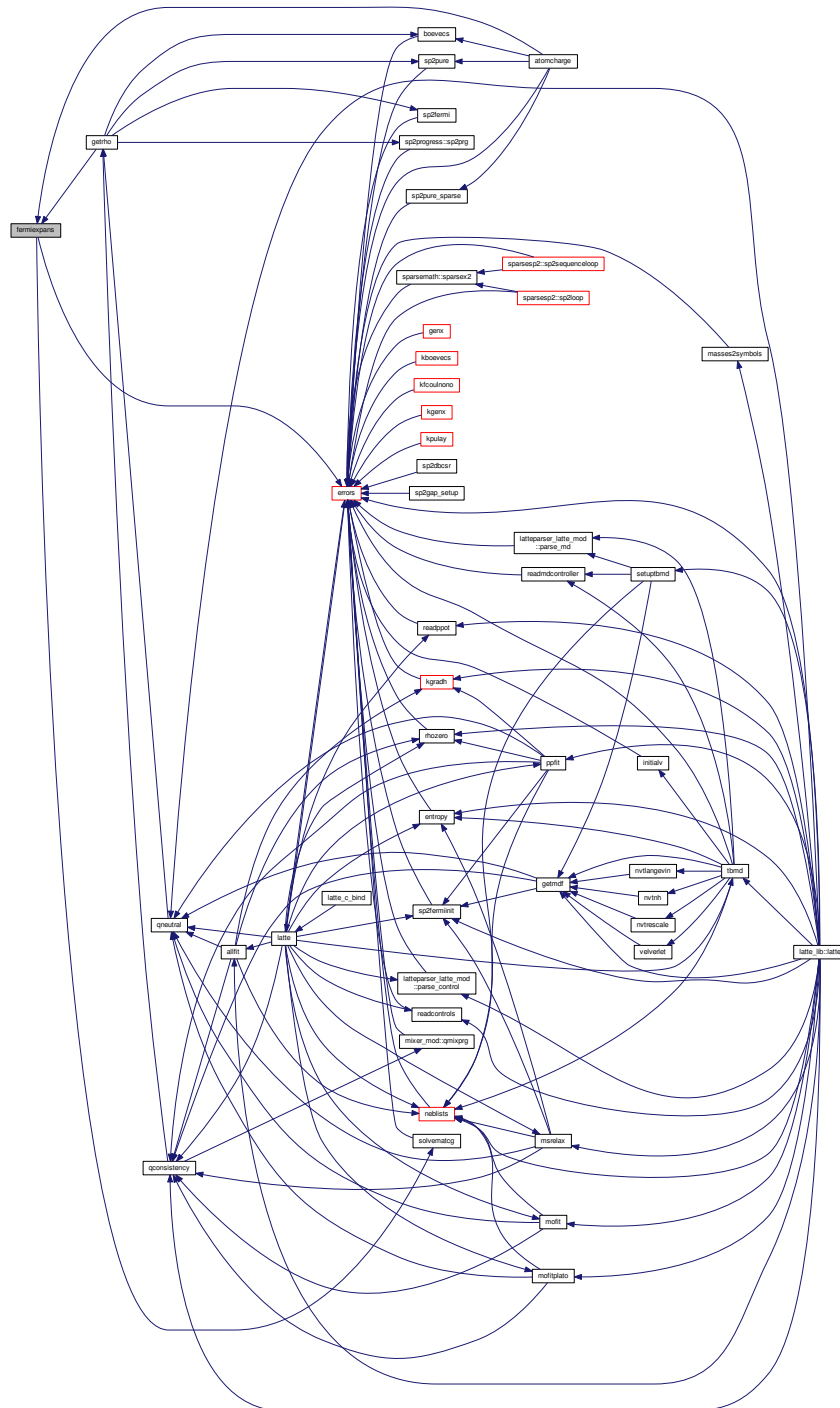 boevecs
sp2pure
atomcharge
sp2fermi
getrho
sp2progress::sp2prg
sp2pure_sparse
fermiexpans
sparsesp2::sp2sequenceloop
sparsemath::sparsex2
sparsesp2::sp2loop
genx
masses2symbols
kboevecs
kfcoulnono
kgenx
kpulay
sp2dbcsr
errors
sp2gap_setup
latteparser_latte_mod
::parse_md
readmdcontroller
setuptbmd
readppot
kgradh
rhozero
ppfit
initialv
entropy
nvtlangevin
tbmd
getmdf
latte_c_bind
nvtnh
sp2fermiinit
qneutral
nvtrescale
latte
allfit
velverlet
latte_lib::latte
latteparser_latte_mod
::parse_control
readcontrols
mixer_mod::qmixprg
neblists
solvematcg
msrelax
qconsistency
mofit
mofitplato